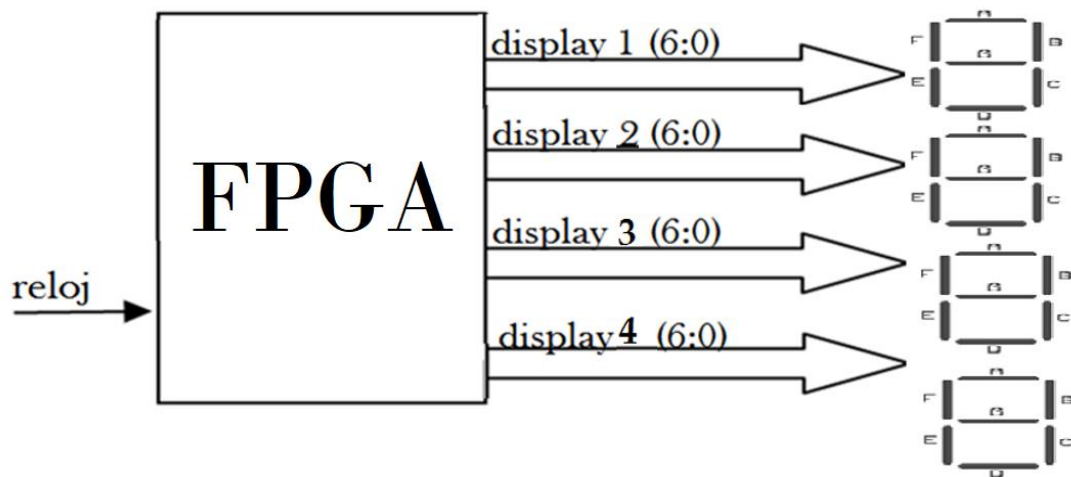 display 1 (6:0)
display 2 (6:0)
display 3 (6:0)
display 4 (6:0)
FPGA
reloj
A
F
B
G
E
C
D
A
F
B
G
E
C
D
A
F
B
G
E
C
D
A
F
B
G
E
C
D